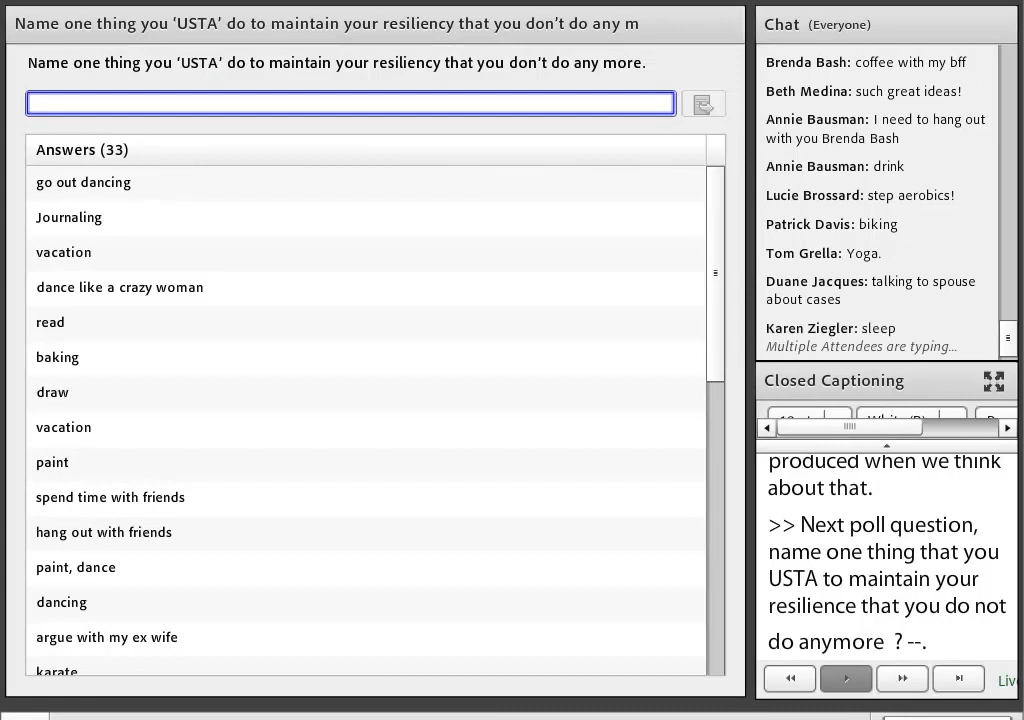 Name one thing you ‘USTA’ do to maintain your resiliency that you don’t do any m
Name one thing you ‘USTA’ do to maintain your resiliency that you don’t do any more.
Answers (33)
go out dancing
Journaling
vacation
dance like a crazy woman
read
baking
draw
vacation
paint
spend time with friends
hang out with friends
paint, dance
dancing
argue with my ex wife
karate
Chat (Everyone)
Brenda Bash: coffee with my bff
Beth Medina: such great ideas!
Annie Bausman: I need to hang out
with you Brenda Bash
Annie Bausman: drink
Lucie Brossard: step aerobics!
Patrick Davis: biking
Tom Grella: Yoga.
Duane Jacques: talking to spouse
about cases
Karen Ziegler: sleep
Multiple Attendees are typing...
Closed Captioning
produced when we think
about that.
>> Next poll question,
name one thing that you
USTA to maintain your
resilience that you do not
do anymore ? --.